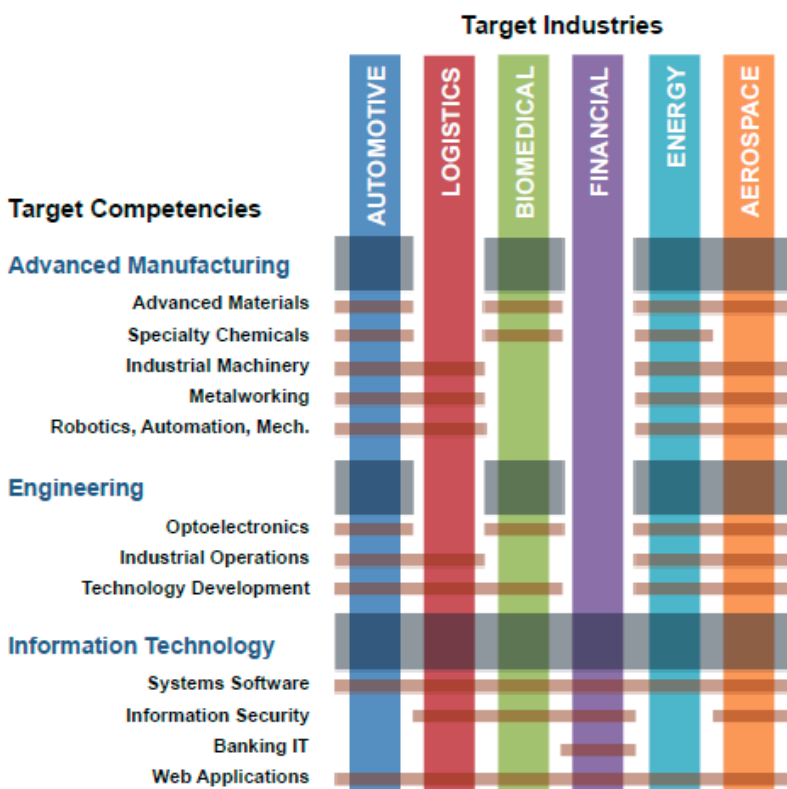 Target Industries
AUTOMOTIVE
LOGISTICS
BIOMEDICAL
FINANCIAL
ENERGY
AEROSPACE
Target Competencies
Advanced Manufacturing
Advanced Materials
Specialty Chemicals
Industrial Machinery
Metalworking
Robotics, Automation, Mech.
Engineering
Optoelectronics
Industrial Operations
Technology Development
Information Technology
Systems Software
Information Security
Banking IT
Web Applications